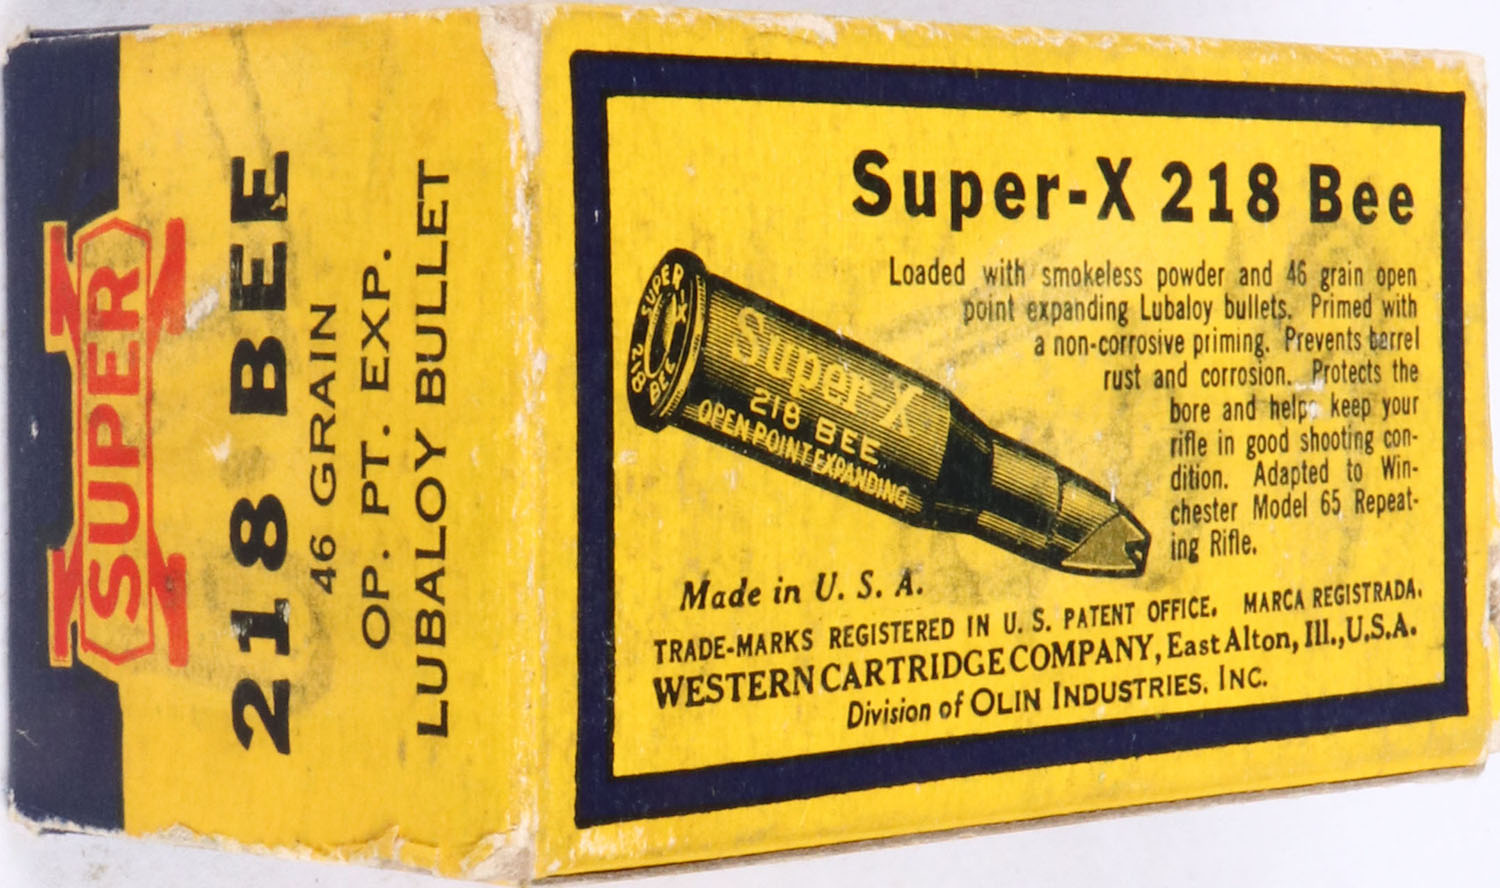 SUPER
X
218 BEE
46 GRAIN
OP. PT. EXP.
LUBALOY BULLET
Super-X 218 Bee
Loaded with smokeless powder and 46 grain open
point expanding Lubaloy bullets. Primed with
a non-corrosive priming. Prevents barrel
rust and corrosion. Protects the
bore and helps keep your
rifle in good shooting con-
dition. Adapted to Win-
chester Model 65 Repeat-
ing Rifle.
SUPER
X
218
BEE
Super-X
218 BEE
OPEN POINT EXPANDING
Made in U. S. A.
TRADE-MARKS REGISTERED IN U. S. PATENT OFFICE. MARCA REGISTRADA.
WESTERN CARTRIDGE COMPANY, East Alton, Ill., U.S.A.
Division of OLIN INDUSTRIES, INC.